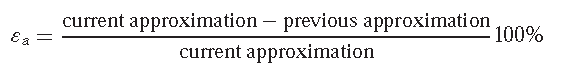 εa = current approximation − previous approximation / current approximation 100%